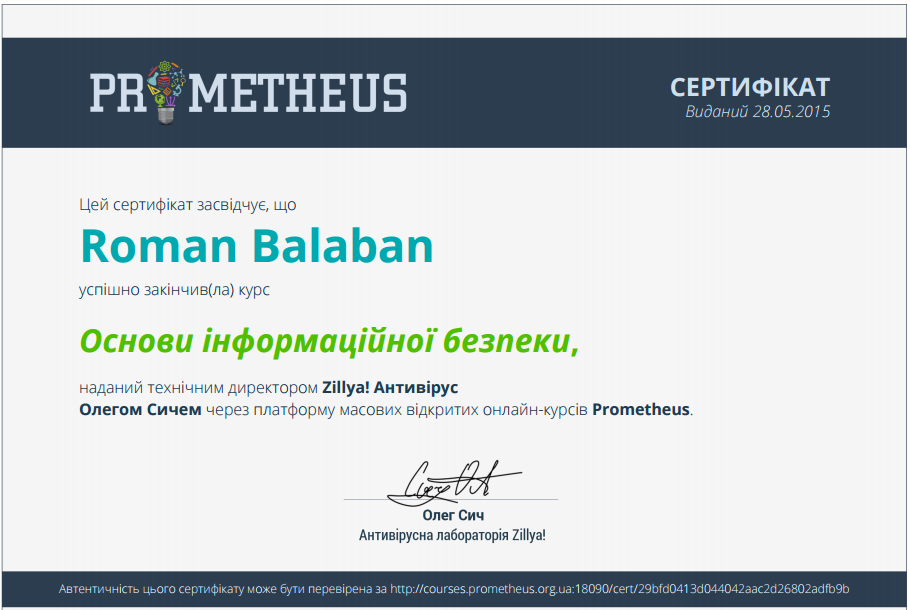 PROMETHEUS
СЕРТИФІКАТ
Виданий 28.05.2015
Цей сертифікат засвідчує, що
Roman Balaban
успішно закінчив(ла) курс
Основи інформаційної безпеки,
наданий технічним директором Zillya! Антивірус
Олегом Сичем через платформу масових відкритих онлайн-курсів Prometheus.
Олег Сич
Антивірусна лабораторія Zillya!
Автентичність цього сертифікату може бути перевірена за http://courses.prometheus.org.ua:18090/cert/29bfd0413d044042aac2d26802adfb9b